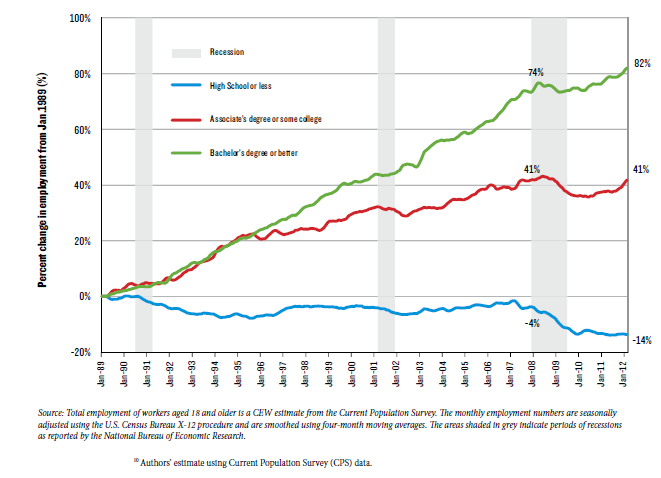 100%
80%
60%
40%
20%
0%
-20%
Percent change in employment from Jan.1989 (%)
Recession
High School or less
Associate's degree or some college
Bachelor's degree or better
74%
82%
41%
41%
-4%
-14%
Jan-89
Jan-90
Jan-91
Jan-92
Jan-93
Jan-94
Jan-95
Jan-96
Jan-97
Jan-98
Jan-99
Jan-00
Jan-01
Jan-02
Jan-03
Jan-04
Jan-05
Jan-06
Jan-07
Jan-08
Jan-09
Jan-10
Jan-11
Jan-12
Source: Total employment of workers aged 18 and older is a CEW estimate from the Current Population Survey. The monthly employment numbers are seasonally
adjusted using the U.S. Census Bureau X-12 procedure and are smoothed using four-month moving averages. The areas shaded in grey indicate periods of recessions
as reported by the National Bureau of Economic Research.
10 Authors' estimate using Current Population Survey (CPS) data.